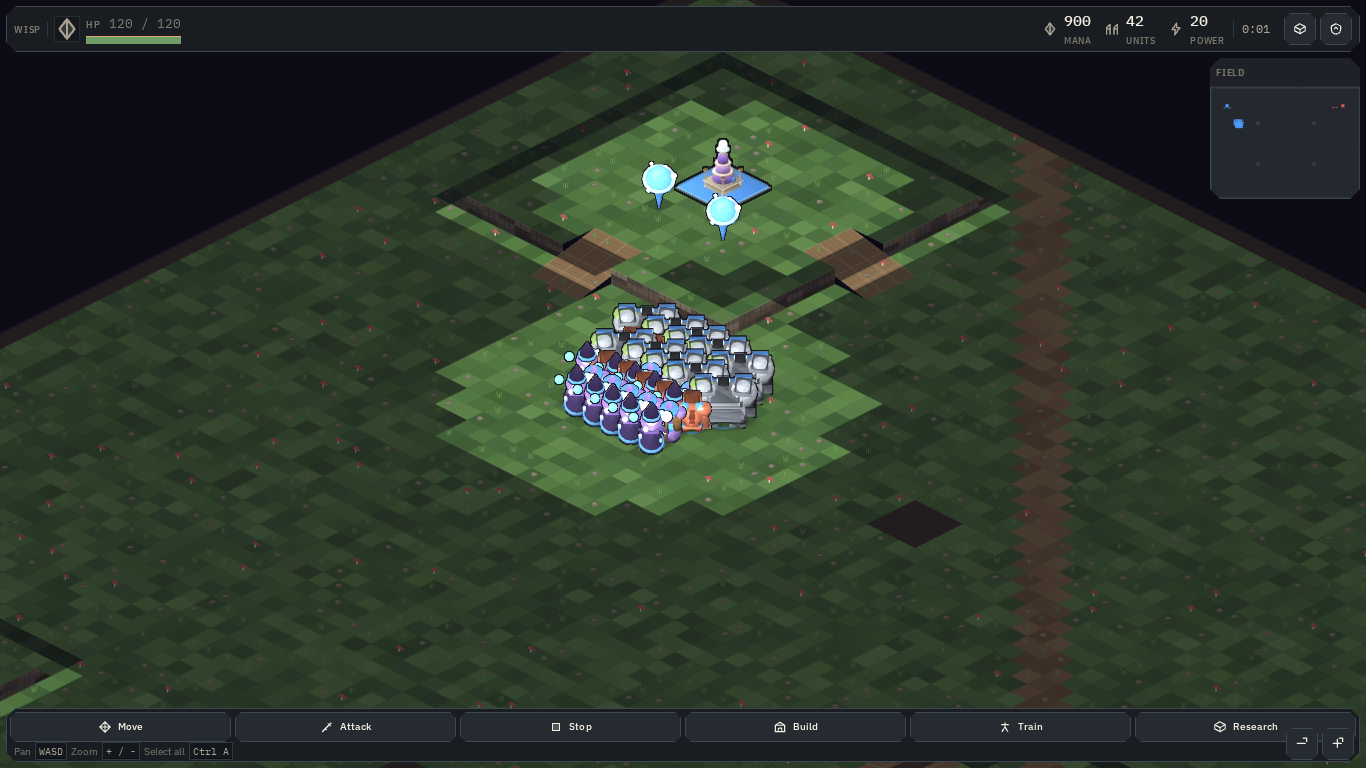 WISP HP 120 / 120
900 MANA
42 UNITS
20 POWER
0:01
FIELD
Move
Attack
Stop
Build
Train
Research
Pan WASD Zoom + / - Select all Ctrl A